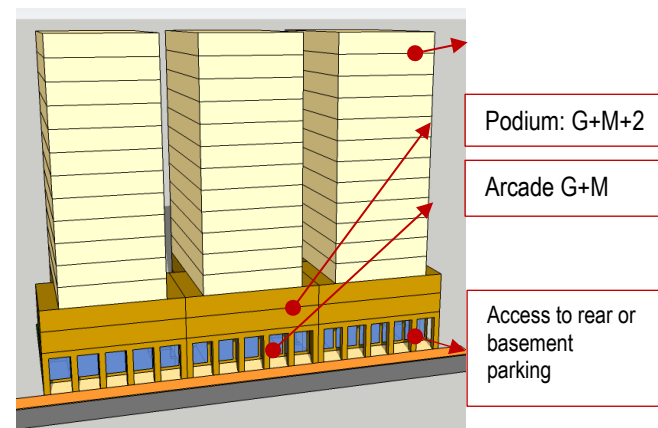 Podium: G+M+2
Arcade G+M
Access to rear or
basement
parking